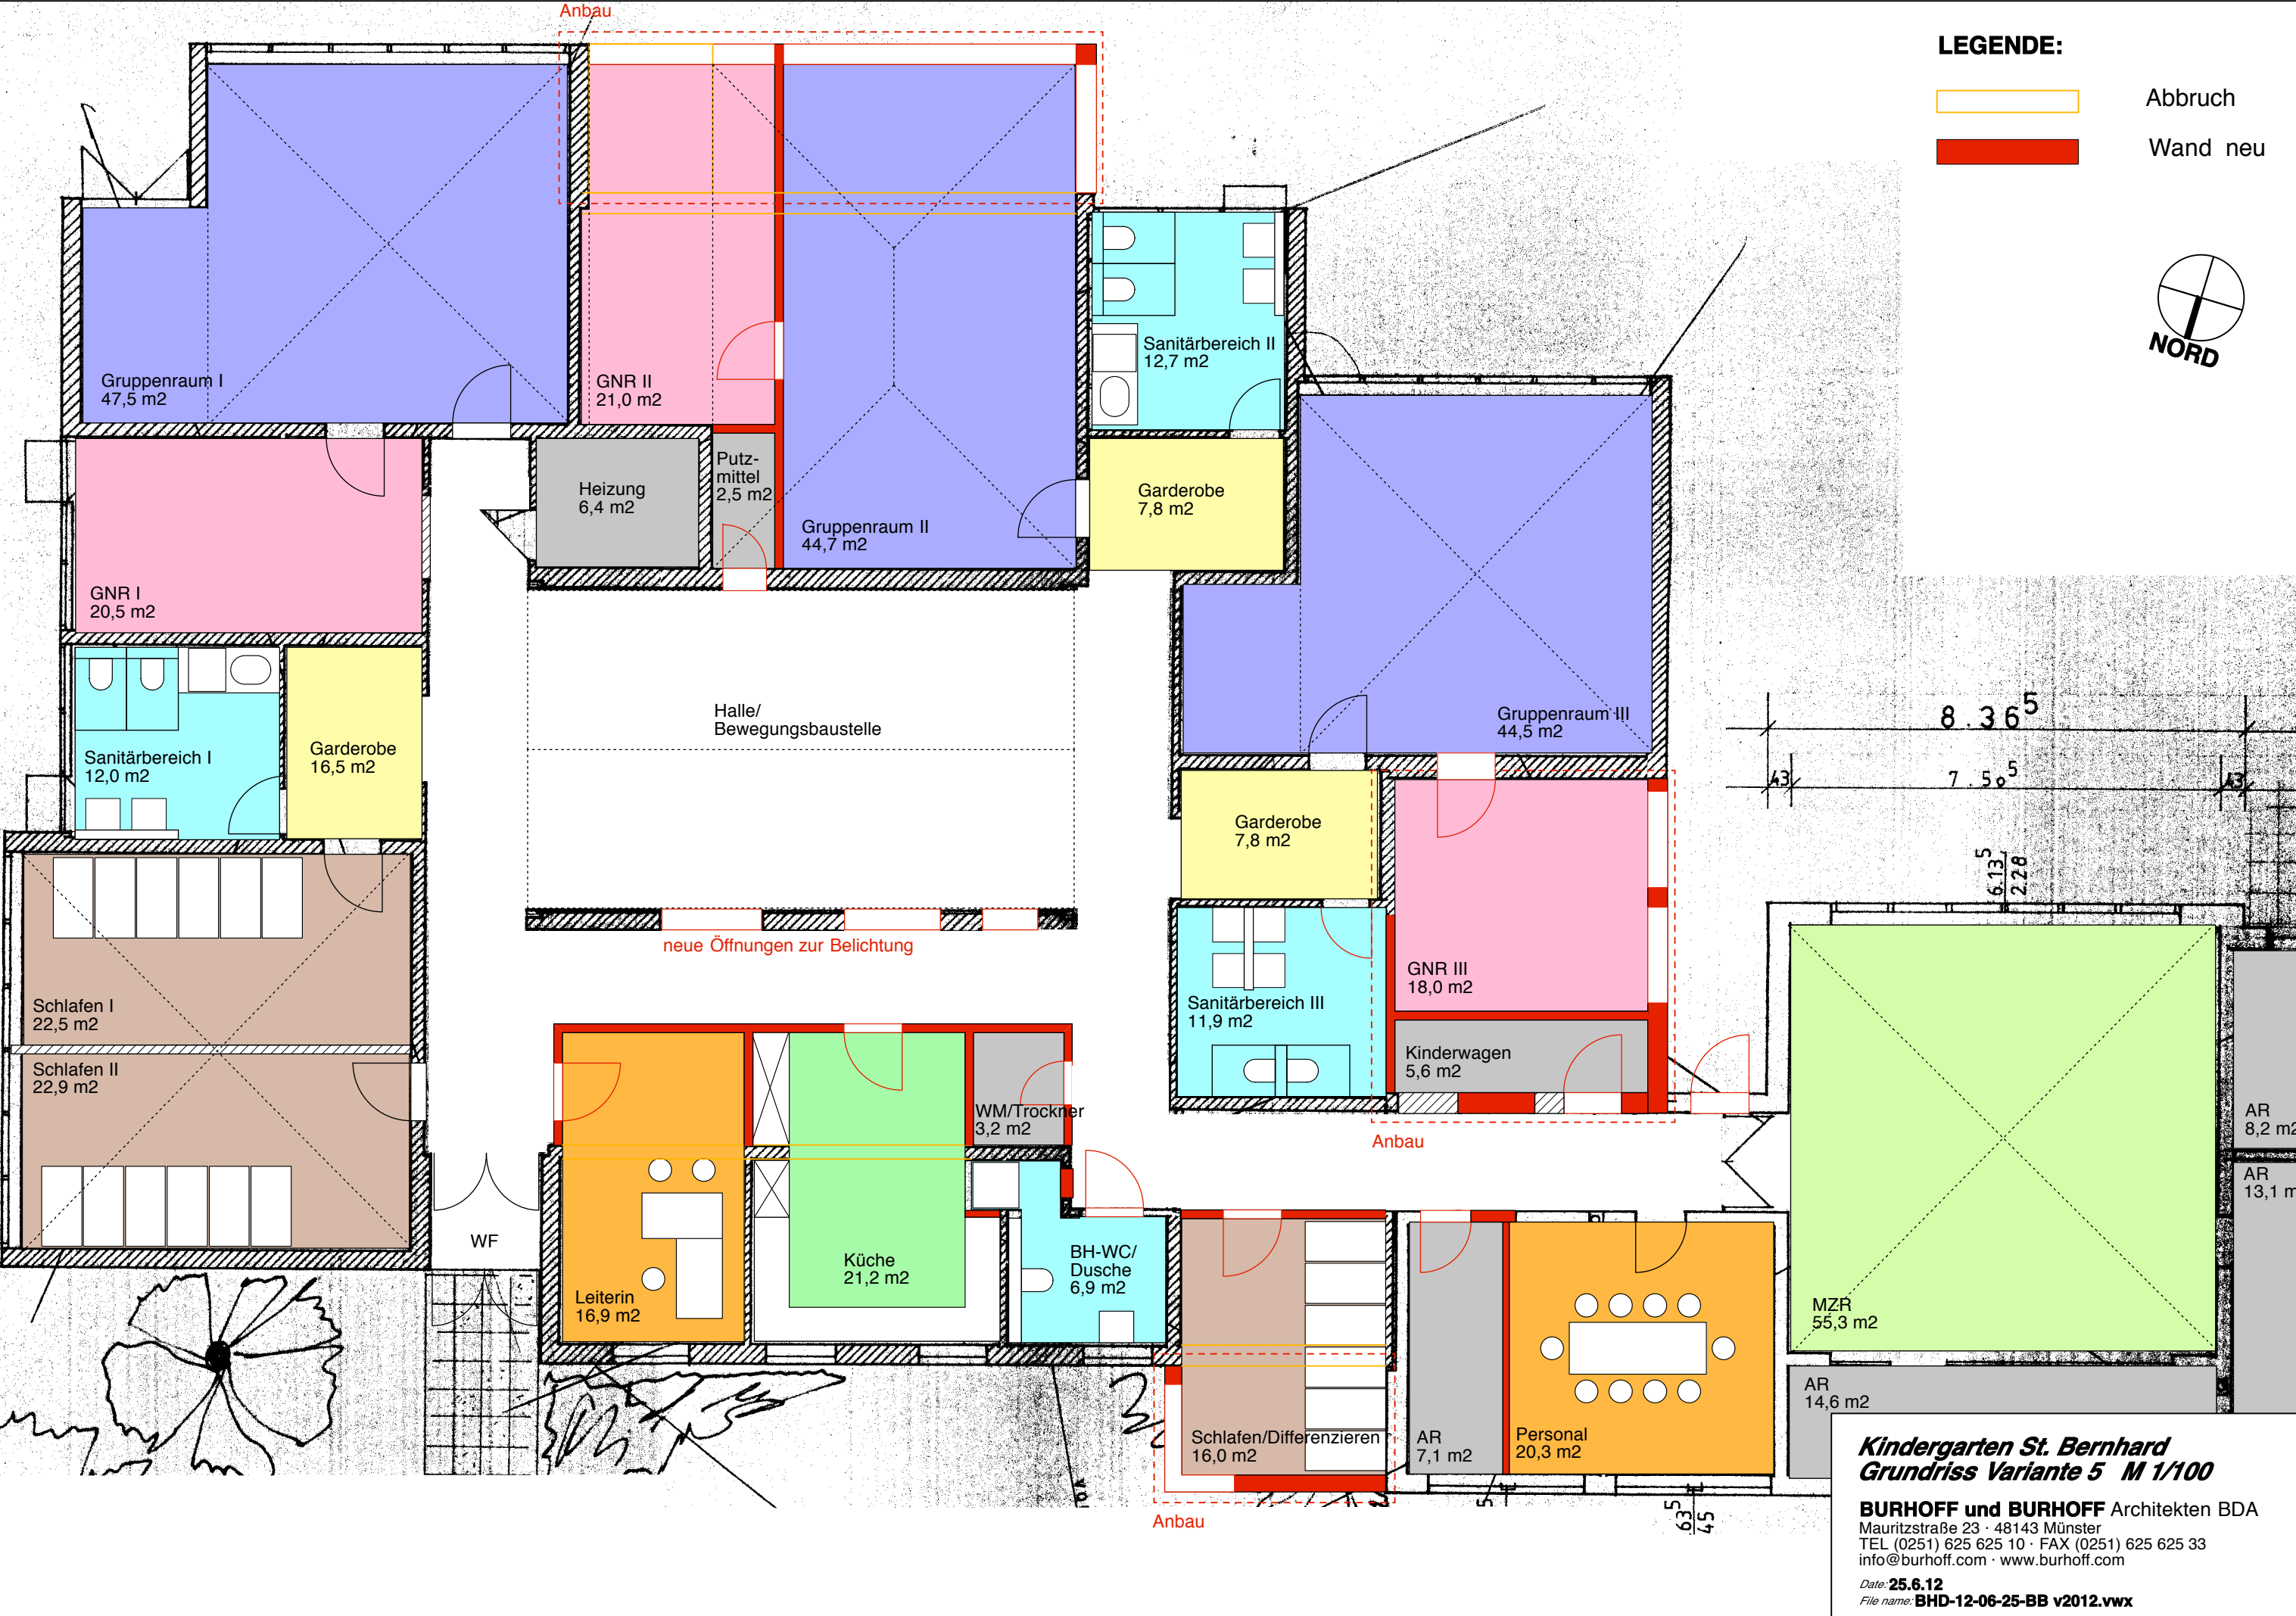 Anbau
LEGENDE:
Abbruch
Wand neu
NORD
Gruppenraum I
47,5 m2
GNR II
21,0 m2
Sanitärbereich II
12,7 m2
Putz-
mittel
2,5 m2
Heizung
6,4 m2
Gruppenraum II
44,7 m2
Garderobe
7,8 m2
GNR I
20,5 m2
Halle/
Bewegungsbaustelle
Gruppenraum III
44,5 m2
8.36⁵
43
7.50⁵
43
Sanitärbereich I
12,0 m2
Garderobe
16,5 m2
Garderobe
7,8 m2
6.13⁵
2.28
neue Öffnungen zur Belichtung
GNR III
18,0 m2
Schlafen I
22,5 m2
Sanitärbereich III
11,9 m2
Schlafen II
22,9 m2
Kinderwagen
5,6 m2
WM/Trockner
3,2 m2
Anbau
AR
8,2 m2
AR
13,1 m
WF
Küche
21,2 m2
BH-WC/
Dusche
6,9 m2
Leiterin
16,9 m2
MZR
55,3 m2
AR
14,6 m2
Schlafen/Differenzieren
16,0 m2
AR
7,1 m2
Personal
20,3 m2
Anbau
63⁵
45
Kindergarten St. Bernhard
Grundriss Variante 5 M 1/100
BURHOFF und BURHOFF Architekten BDA
Mauritzstraße 23 · 48143 Münster
TEL (0251) 625 625 10 · FAX (0251) 625 625 33
info@burhoff.com · www.burhoff.com
Date: 25.6.12
File name: BHD-12-06-25-BB v2012.vwx